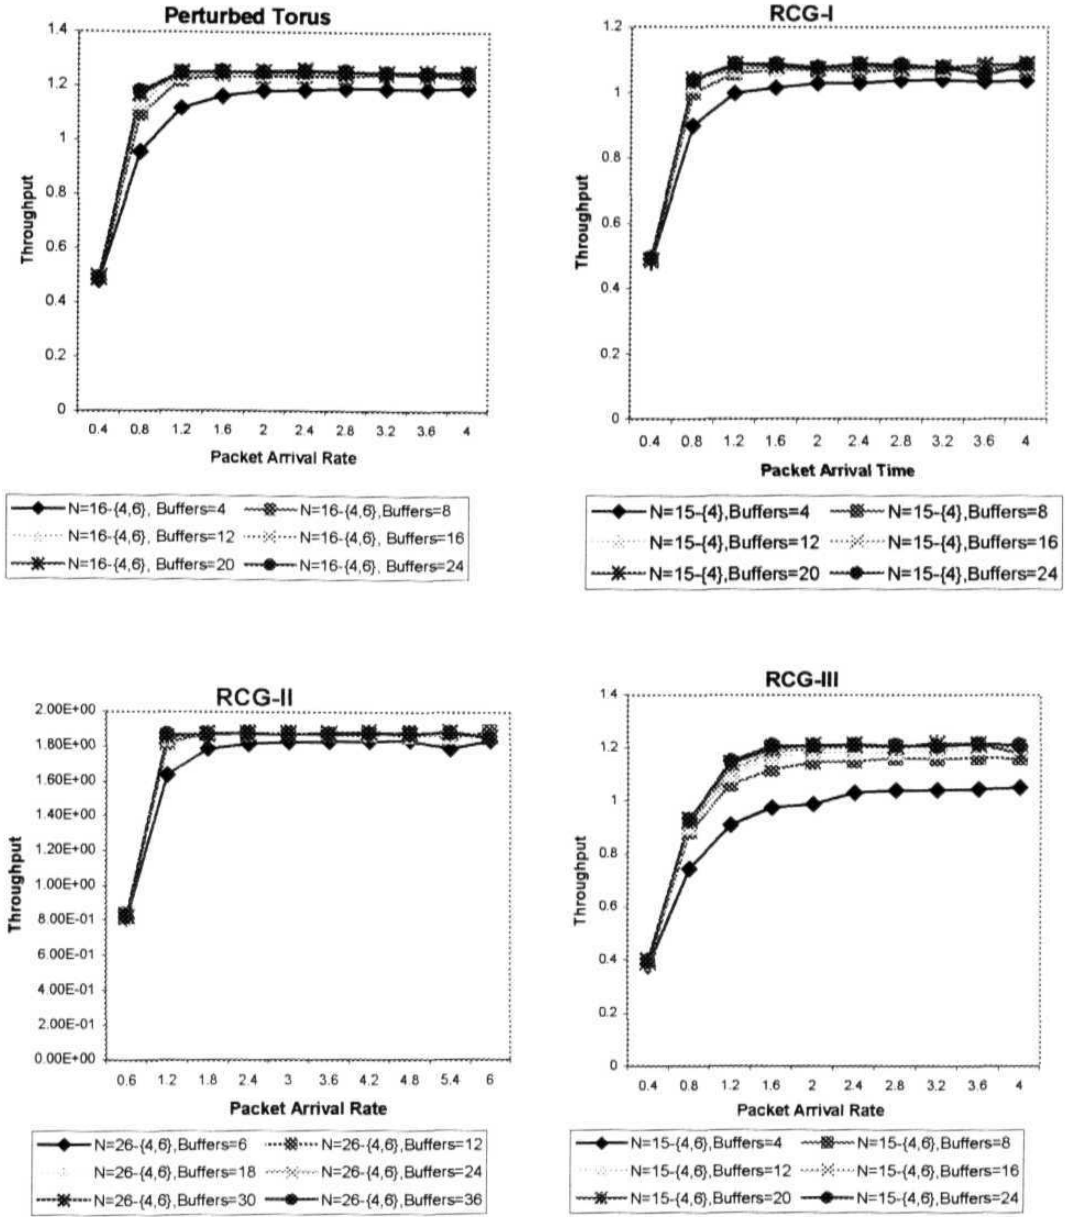 Perturbed Torus
1.4
1.2
1
0.8
0.6
0.4
0.2
0
Throughput
0.4 0.8 1.2 1.6 2 2.4 2.8 3.2 3.6 4
Packet Arrival Rate
N=16-{4,6}, Buffers=4 N=16-{4,6},Buffers=8
N=16-{4,6}, Buffers=12 N=16-{4,6}, Buffers=16
N=16-{4,6}, Buffers=20 N=16-{4,6}, Buffers=24
RCG-I
1.2
1
0.8
0.6
0.4
0.2
0
Throughput
0.4 0.8 1.2 1.6 2 2.4 2.8 3.2 3.6 4
Packet Arrival Time
N=15-{4},Buffers=4 N=15-{4},Buffers=8
N=15-{4},Buffers=12 N=15-{4},Buffers=16
N=15-{4},Buffers=20 N=15-{4},Buffers=24
RCG-II
2.00E+00
1.80E+00
1.60E+00
1.40E+00
1.20E+00
1.00E+00
8.00E-01
6.00E-01
4.00E-01
2.00E-01
0.00E+00
Throughput
0.6 1.2 1.8 2.4 3 3.6 4.2 4.8 5.4 6
Packet Arrival Rate
N=26-{4,6},Buffers=6 N=26-{4,6},Buffers=12
N=26-{4,6},Buffers=18 N=26-{4,6},Buffers=24
N=26-{4,6},Buffers=30 N=26-{4,6},Buffers=36
RCG-III
1.4
1.2
1
0.8
0.6
0.4
0.2
0
Throughput
0.4 0.8 1.2 1.6 2 2.4 2.8 3.2 3.6 4
Packet Arrival Rate
N=15-{4,6},Buffers=4 N=15-{4,6},Buffers=8
N=15-{4,6},Buffers=12 N=15-{4,6},Buffers=16
N=15-{4,6},Buffers=20 N=15-{4,6},Buffers=24